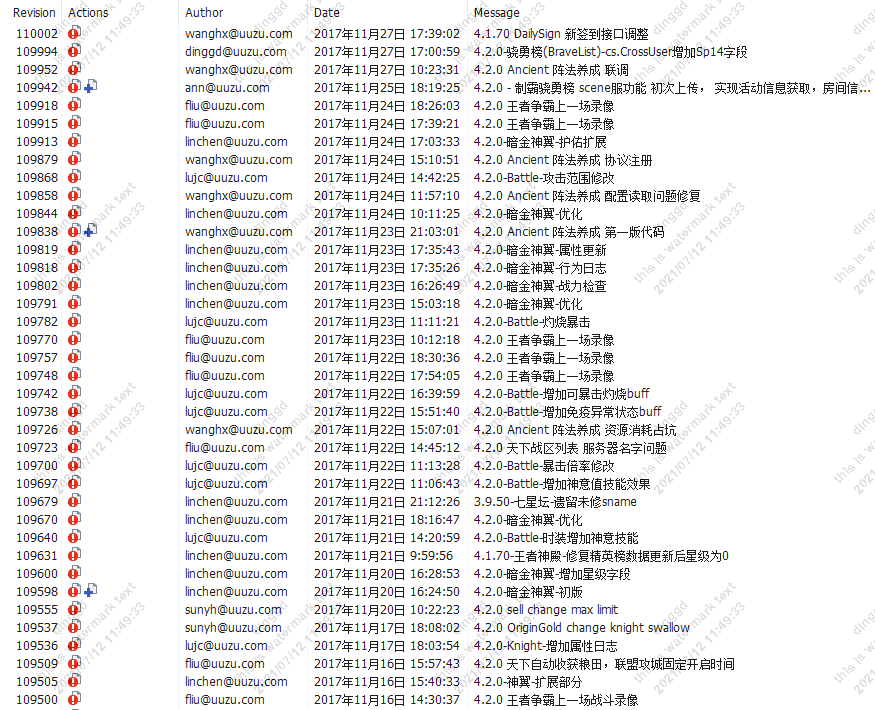 Revision Actions Author Date Message
110002 wanghx@uuzu.com 2017年11月27日 17:39:02 4.1.70 DailySign 新签到接口调整
109994 dinggd@uuzu.com 2017年11月27日 17:00:59 4.2.0-骁勇榜(BraveList)-cs.CrossUser增加Sp14字段
109952 wanghx@uuzu.com 2017年11月27日 10:23:31 4.2.0 Ancient 阵法养成 联调
109942 ann@uuzu.com 2017年11月25日 18:19:25 4.2.0 - 制霸骁勇榜 scene服功能 初次上传， 实现活动信息获取，房间信...
109918 fliu@uuzu.com 2017年11月24日 18:26:03 4.2.0 王者争霸上一场录像
109915 fliu@uuzu.com 2017年11月24日 17:39:21 4.2.0 王者争霸上一场录像
109913 linchen@uuzu.com 2017年11月24日 17:03:33 4.2.0-暗金神翼-护佑扩展
109879 wanghx@uuzu.com 2017年11月24日 15:10:51 4.2.0 Ancient 阵法养成 协议注册
109868 lujc@uuzu.com 2017年11月24日 14:42:25 4.2.0-Battle-攻击范围修改
109858 wanghx@uuzu.com 2017年11月24日 11:57:10 4.2.0 Ancient 阵法养成 配置读取问题修复
109844 linchen@uuzu.com 2017年11月24日 10:11:25 4.2.0-暗金神翼-优化
109838 wanghx@uuzu.com 2017年11月23日 21:03:01 4.2.0 Ancient 阵法养成 第一版代码
109819 linchen@uuzu.com 2017年11月23日 17:35:43 4.2.0-暗金神翼-属性更新
109818 linchen@uuzu.com 2017年11月23日 17:35:26 4.2.0-暗金神翼-行为日志
109802 linchen@uuzu.com 2017年11月23日 16:26:49 4.2.0-暗金神翼-战力检查
109791 linchen@uuzu.com 2017年11月23日 15:03:18 4.2.0-暗金神翼-优化
109782 lujc@uuzu.com 2017年11月23日 11:11:21 4.2.0-Battle-灼烧暴击
109770 fliu@uuzu.com 2017年11月23日 10:12:18 4.2.0 王者争霸上一场录像
109757 fliu@uuzu.com 2017年11月22日 18:30:36 4.2.0 王者争霸上一场录像
109748 fliu@uuzu.com 2017年11月22日 17:54:05 4.2.0 王者争霸上一场录像
109742 lujc@uuzu.com 2017年11月22日 16:39:59 4.2.0-Battle-增加可暴击灼烧buff
109738 lujc@uuzu.com 2017年11月22日 15:51:40 4.2.0-Battle-增加免疫异常状态buff
109726 wanghx@uuzu.com 2017年11月22日 15:07:01 4.2.0 Ancient 阵法养成 资源消耗占坑
109723 fliu@uuzu.com 2017年11月22日 14:45:12 4.2.0 天下战区列表 服务器名字问题
109700 lujc@uuzu.com 2017年11月22日 11:13:28 4.2.0-Battle-暴击倍率修改
109697 lujc@uuzu.com 2017年11月22日 11:06:43 4.2.0-Battle-增加神意值技能效果
109679 linchen@uuzu.com 2017年11月21日 21:12:26 3.9.50-七星坛-遗留未修sname
109670 linchen@uuzu.com 2017年11月21日 18:16:47 4.2.0-暗金神翼-优化
109640 lujc@uuzu.com 2017年11月21日 14:20:59 4.2.0-Battle-时装增加神意技能
109631 linchen@uuzu.com 2017年11月21日 9:59:56 4.1.70-王者神殿-修复精英榜数据更新后星级为0
109600 linchen@uuzu.com 2017年11月20日 16:28:53 4.2.0-暗金神翼-增加星级字段
109598 linchen@uuzu.com 2017年11月20日 16:24:50 4.2.0-暗金神翼-初版
109555 sunyh@uuzu.com 2017年11月20日 10:22:23 4.2.0 sell change max limit
109537 sunyh@uuzu.com 2017年11月17日 18:08:02 4.2.0 OriginGold change knight swallow
109536 lujc@uuzu.com 2017年11月17日 18:03:54 4.2.0-Knight-增加属性日志
109509 fliu@uuzu.com 2017年11月16日 15:57:43 4.2.0 天下自动收获粮田，联盟攻城固定开启时间
109505 linchen@uuzu.com 2017年11月16日 15:40:33 4.2.0-神翼-扩展部分
109500 fliu@uuzu.com 2017年11月16日 14:30:37 4.2.0 王者争霸上一场战斗录像
dinggd
this is watermark text
2021/07/12 11:49:33